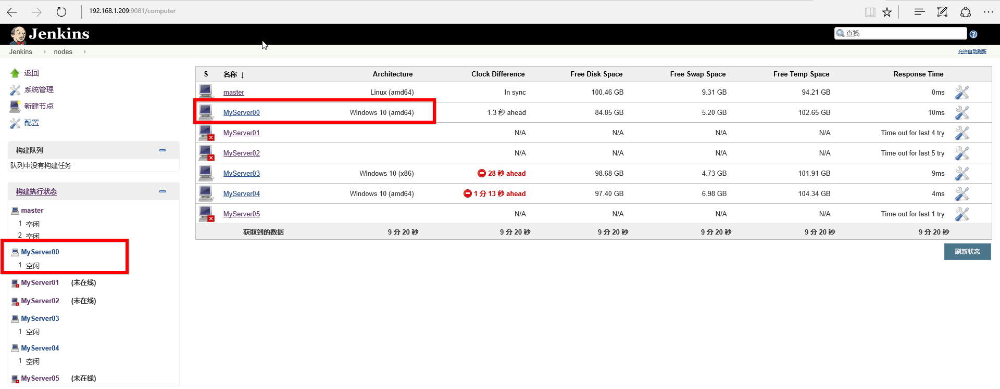 192.168.1.209:9081/computer
Jenkins
查找
Jenkins nodes
允许自动刷新
返回
系统管理
新建节点
配置
构建队列
队列中没有构建任务
构建执行状态
master
1 空闲
2 空闲
MyServer00
1 空闲
MyServer01 (未在线)
MyServer02 (未在线)
MyServer03
1 空闲
MyServer04
1 空闲
MyServer05 (未在线)
S 名称 ↓ Architecture Clock Difference Free Disk Space Free Swap Space Free Temp Space Response Time
master Linux (amd64) In sync 100.46 GB 9.31 GB 94.21 GB 0ms
MyServer00 Windows 10 (amd64) 1.3 秒 ahead 84.85 GB 5.20 GB 102.65 GB 10ms
MyServer01 N/A N/A N/A N/A Time out for last 4 try
MyServer02 N/A N/A N/A N/A Time out for last 5 try
MyServer03 Windows 10 (x86) 28 秒 ahead 98.68 GB 4.73 GB 101.91 GB 9ms
MyServer04 Windows 10 (amd64) 1 分 13 秒 ahead 97.40 GB 6.98 GB 104.34 GB 4ms
MyServer05 N/A N/A N/A N/A Time out for last 1 try
获取到的数据 9 分 20 秒 9 分 20 秒 9 分 20 秒 9 分 20 秒 9 分 20 秒 9 分 20 秒
刷新状态